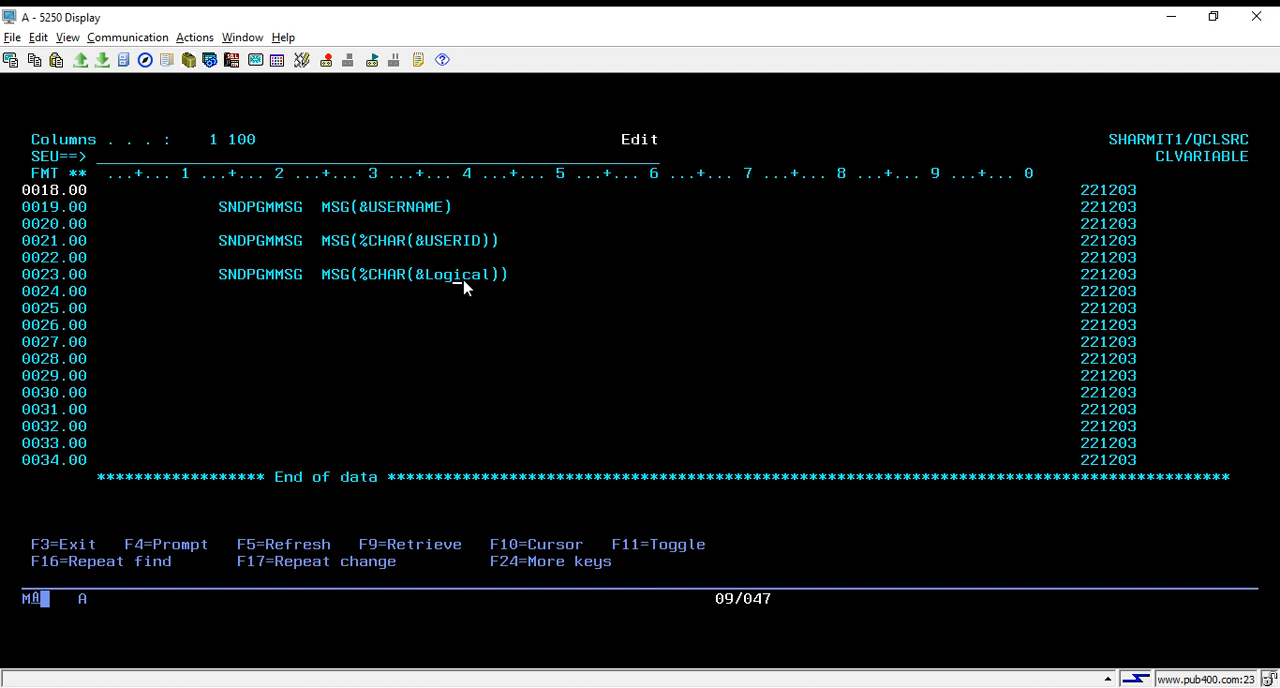 A - 5250 Display
File Edit View Communication Actions Window Help
Columns . . . : 1 100 Edit SHARMIT1/QCLSRC
SEU==> CLVARIABLE
FMT ** ...+... 1 ...+... 2 ...+... 3 ...+... 4 ...+... 5 ...+... 6 ...+... 7 ...+... 8 ...+... 9 ...+... 0
0018.00 221203
0019.00 SNDPGMMSG MSG(&USERNAME) 221203
0020.00 221203
0021.00 SNDPGMMSG MSG(%CHAR(&USERID)) 221203
0022.00 221203
0023.00 SNDPGMMSG MSG(%CHAR(&Logical)) 221203
0024.00 221203
0025.00 221203
0026.00 221203
0027.00 221203
0028.00 221203
0029.00 221203
0030.00 221203
0031.00 221203
0032.00 221203
0033.00 221203
0034.00 221203
****************** End of data ******************************************************************************************
F3=Exit F4=Prompt F5=Refresh F9=Retrieve F10=Cursor F11=Toggle
F16=Repeat find F17=Repeat change F24=More keys
MA A 09/047
www.pub400.com:23